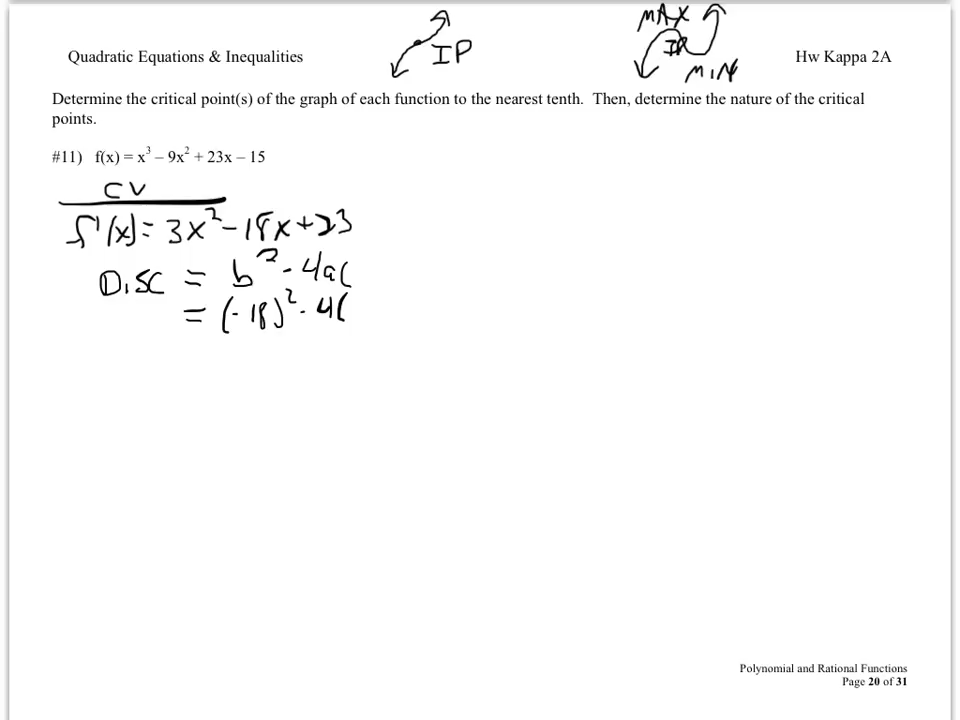 MAX
IP
IP
MIN
Quadratic Equations & Inequalities
Hw Kappa 2A
Determine the critical point(s) of the graph of each function to the nearest tenth. Then, determine the nature of the critical
points.
#11) f(x) = x³ – 9x² + 23x – 15
CV
f'(x) = 3x² - 18x + 23
DISC = b² - 4ac
= (-18)² - 4(
Polynomial and Rational Functions
Page 20 of 31